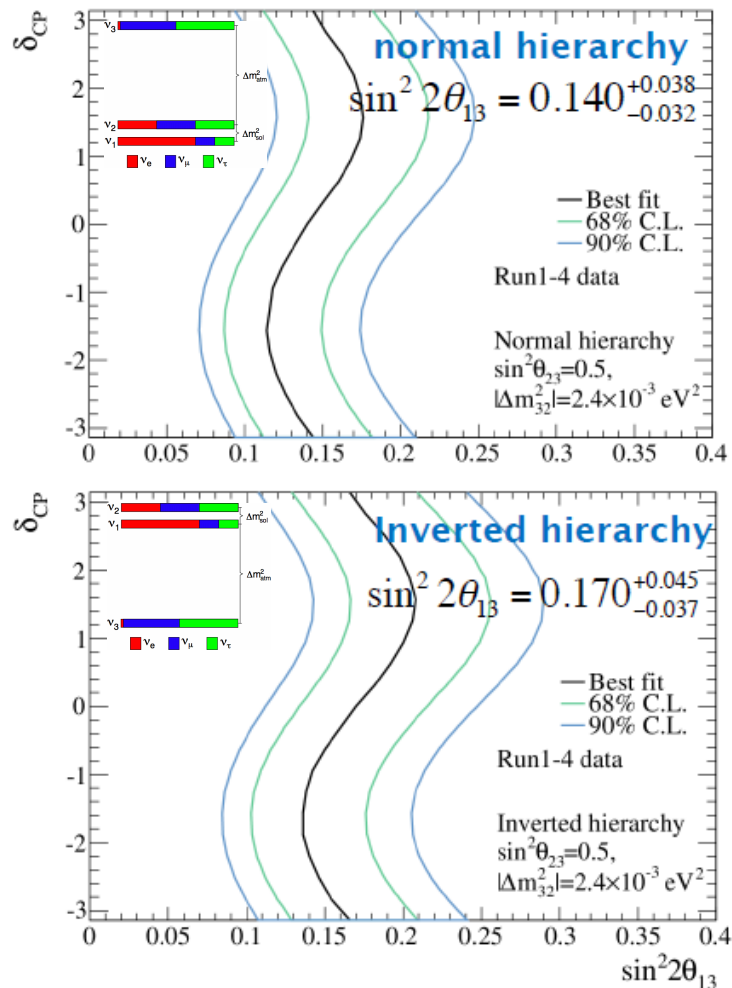 δCP
normal hierarchy
sin² 2θ₁₃ = 0.140 +0.038 −0.032
ν₃
Δm²atm
ν₂
Δm²sol
ν₁
νe νμ ντ
3
2
1
0
-1
-2
-3
Best fit
68% C.L.
90% C.L.
Run1-4 data
Normal hierarchy
sin²θ₂₃=0.5,
|Δm²₃₂|=2.4×10⁻³ eV²
0 0.05 0.1 0.15 0.2 0.25 0.3 0.35 0.4
δCP
Inverted hierarchy
sin² 2θ₁₃ = 0.170 +0.045 −0.037
ν₂
Δm²sol
ν₁
Δm²atm
ν₃
νe νμ ντ
3
2
1
0
-1
-2
-3
Best fit
68% C.L.
90% C.L.
Run1-4 data
Inverted hierarchy
sin²θ₂₃=0.5,
|Δm²₃₂|=2.4×10⁻³ eV²
0 0.05 0.1 0.15 0.2 0.25 0.3 0.35 0.4
sin²2θ₁₃